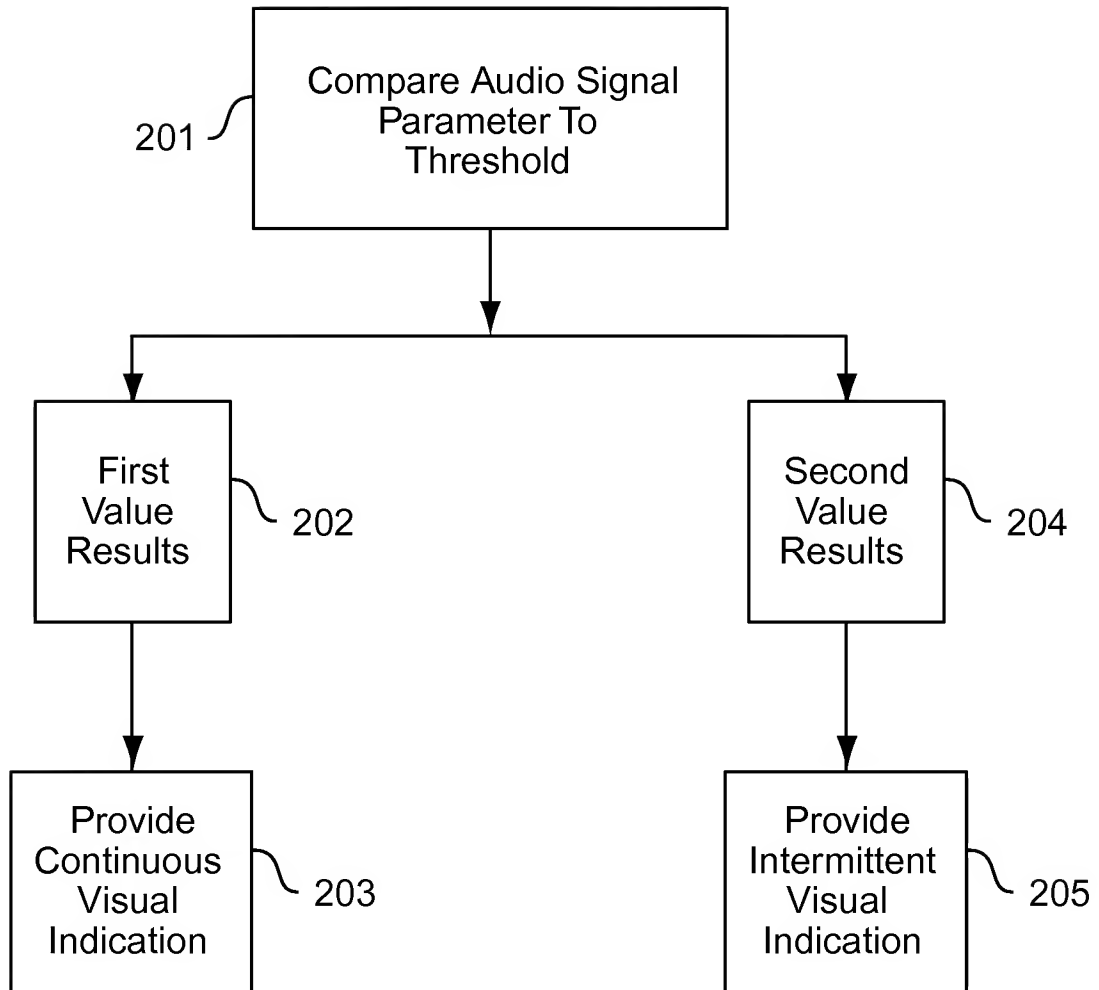 Compare Audio Signal
Parameter To
Threshold
201
First
Value
Results
202
Second
Value
Results
204
Provide
Continuous
Visual
Indication
203
Provide
Intermittent
Visual
Indication
205